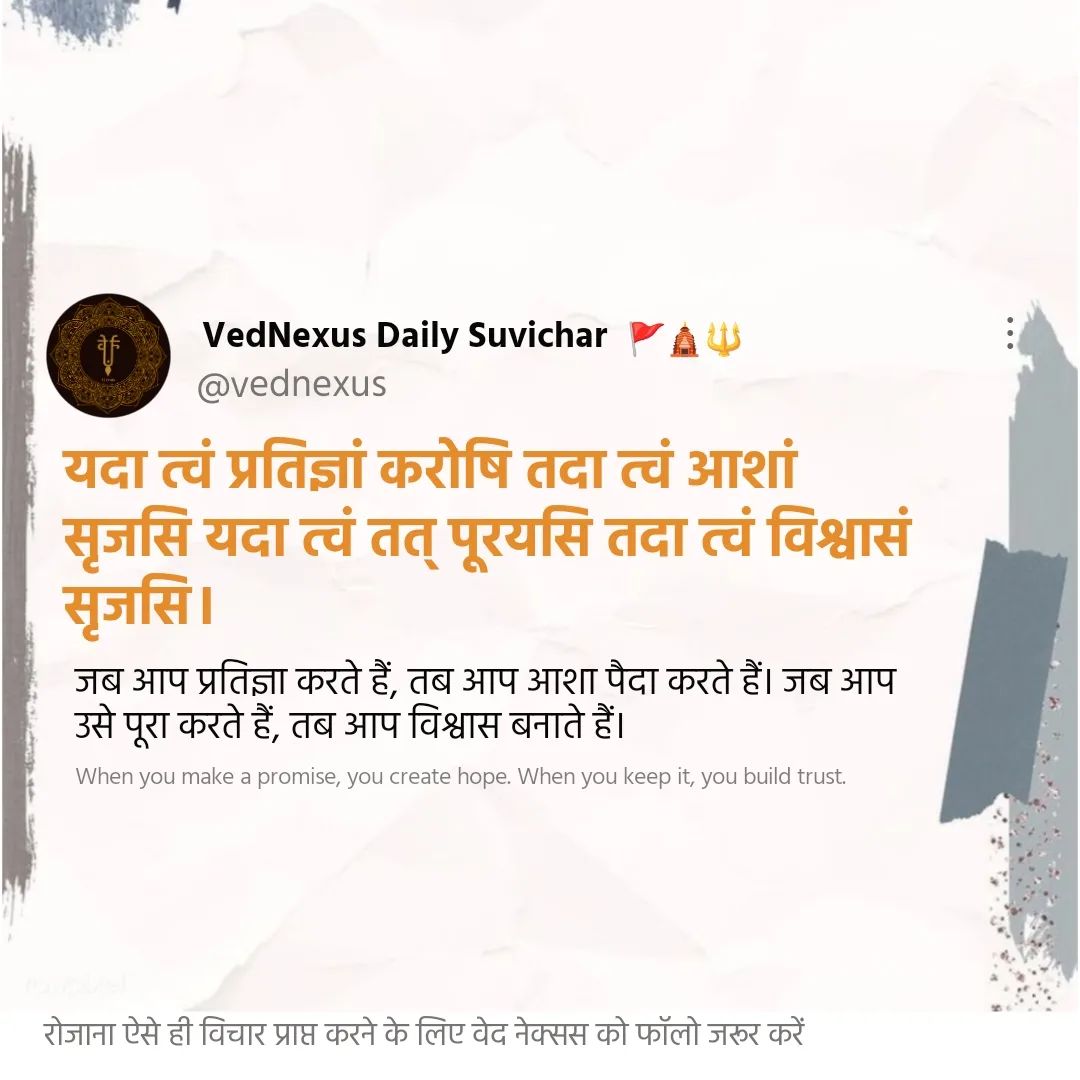 VedNexus Daily Suvichar 🚩🛕🔱
@vednexus
यदा त्वं प्रतिज्ञां करोषि तदा त्वं आशां
सृजसि यदा त्वं तत् पूरयसि तदा त्वं विश्वासं
सृजसि।
जब आप प्रतिज्ञा करते हैं, तब आप आशा पैदा करते हैं। जब आप
उसे पूरा करते हैं, तब आप विश्वास बनाते हैं।
When you make a promise, you create hope. When you keep it, you build trust.
रोजाना ऐसे ही विचार प्राप्त करने के लिए वेद नेक्सस को फॉलो जरूर करें